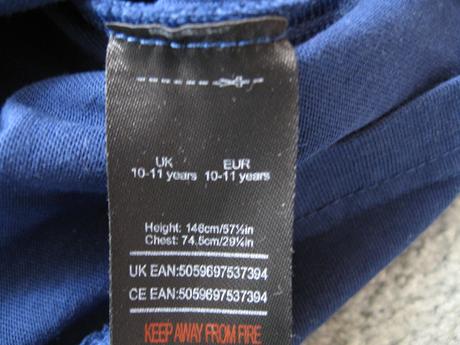 UK EUR
10-11 years 10-11 years
Height: 146cm/57½in
Chest: 74.5cm/29¼in
UK EAN:5059697537394
CE EAN:5059697537394
KEEP AWAY FROM FIRE